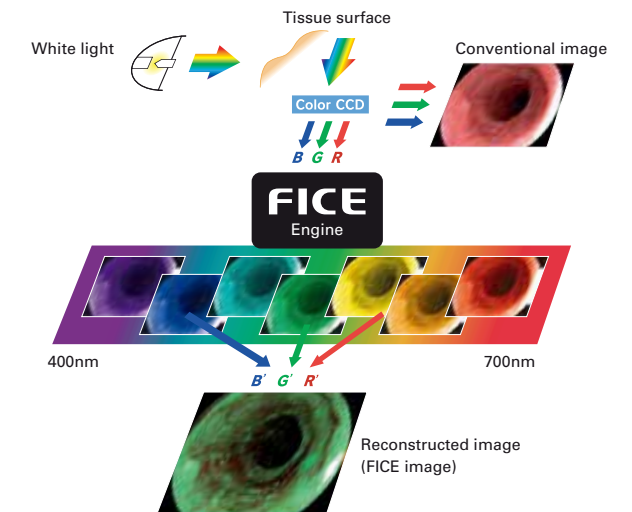 Tissue surface
White light
Conventional image
Color CCD
B G R
FICE
Engine
400nm
700nm
B' G' R'
Reconstructed image
(FICE image)